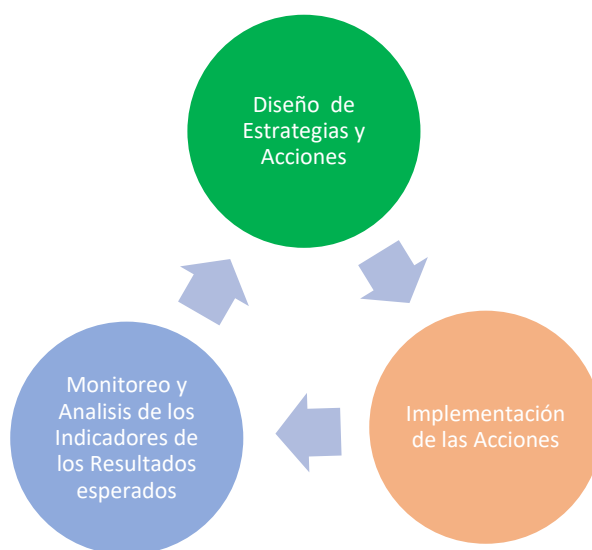 Diseño de
Estrategias y
Acciones
Implementación
de las Acciones
Monitoreo y
Analisis de los
Indicadores de
los Resultados
esperados